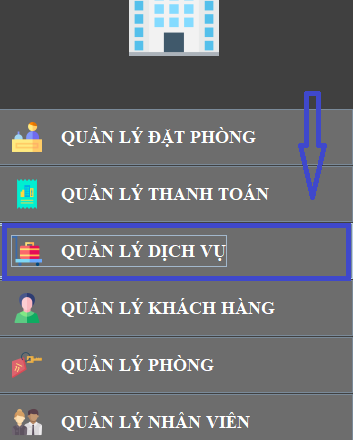 QUẢN LÝ ĐẶT PHÒNG
QUẢN LÝ THANH TOÁN
QUẢN LÝ DỊCH VỤ
QUẢN LÝ KHÁCH HÀNG
QUẢN LÝ PHÒNG
QUẢN LÝ NHÂN VIÊN